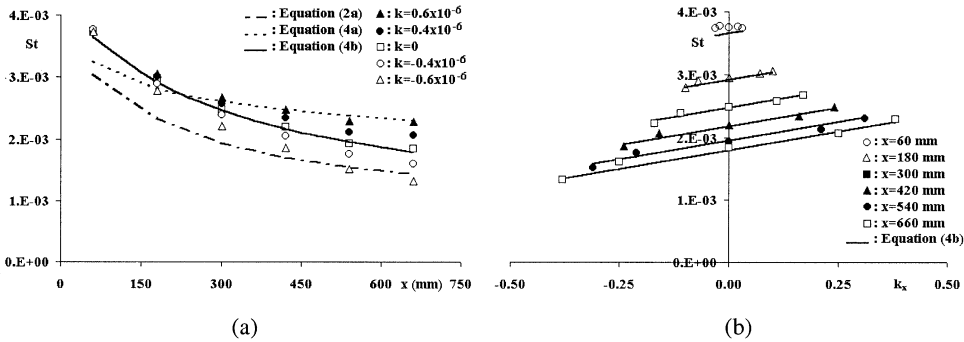 4.E-03
St
3.E-03
2.E-03
1.E-03
0.E+00
0 150 300 450 600 x (mm) 750
: Equation (2a)
: Equation (4a)
: Equation (4b)
: k=0.6x10⁻⁶
: k=0.4x10⁻⁶
: k=0
: k=-0.4x10⁻⁶
: k=-0.6x10⁻⁶
(a)
4.E-03
St
3.E-03
2.E-03
1.E-03
0.E+00
-0.50 -0.25 0.00 0.25 kₓ 0.50
: x=60 mm
: x=180 mm
: x=300 mm
: x=420 mm
: x=540 mm
: x=660 mm
: Equation (4b)
(b)